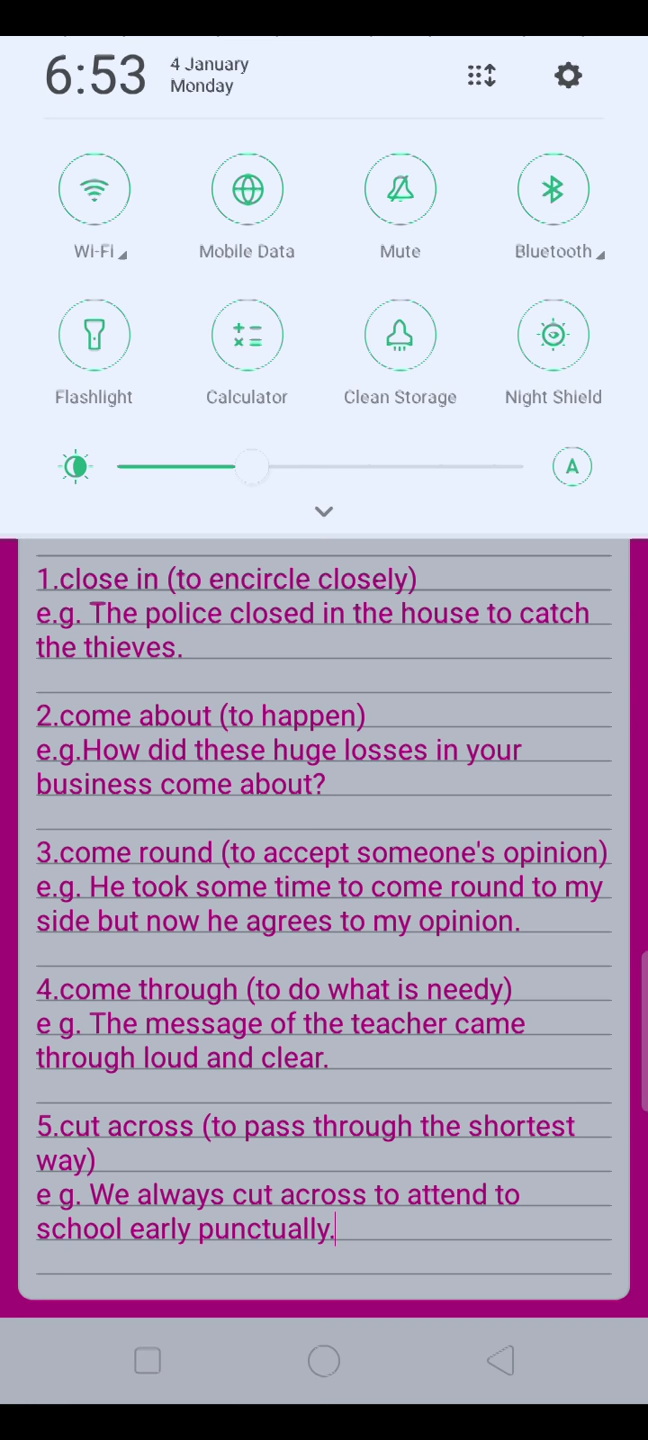 6:53
4 January
Monday
Wi-Fi
Mobile Data
Mute
Bluetooth
Flashlight
Calculator
Clean Storage
Night Shield
A
1.close in (to encircle closely)
e.g. The police closed in the house to catch
the thieves.
2.come about (to happen)
e.g.How did these huge losses in your
business come about?
3.come round (to accept someone's opinion)
e.g. He took some time to come round to my
side but now he agrees to my opinion.
4.come through (to do what is needy)
e g. The message of the teacher came
through loud and clear.
5.cut across (to pass through the shortest
way)
e g. We always cut across to attend to
school early punctually.